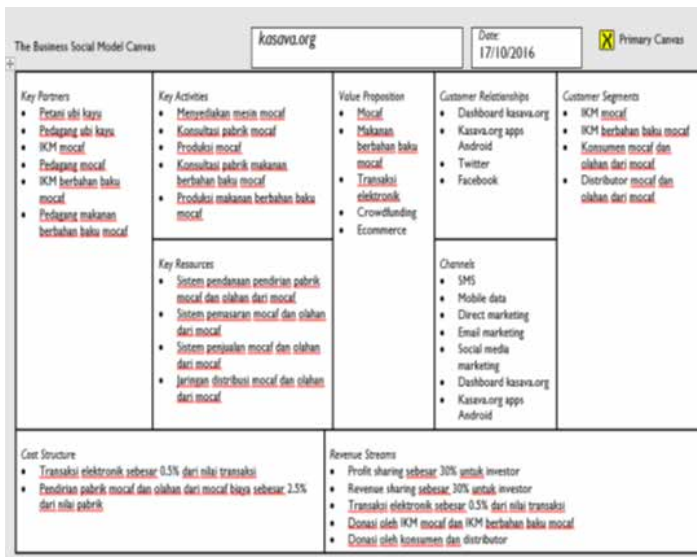 The Business Social Model Canvas
kasava.org
Date:
17/10/2016
X
Primary Canvas
Key Partners
• Petani ubi kayu
• Pedagang ubi kayu
• IKM mocaf
• Pedagang mocaf
• IKM berbahan baku
mocaf
• Pedagang makanan
berbahan baku mocaf
Key Activities
• Menyediakan mesin mocaf
• Konsultasi pabrik mocaf
• Produksi mocaf
• Konsultasi pabrik makanan
berbahan baku mocaf
• Produksi makanan berbahan baku
mocaf
Key Resources
• Sistem pendanaan pendirian pabrik
mocaf dan olahan dari mocaf
• Sistem pemasaran mocaf dan olahan
dari mocaf
• Sistem penjualan mocaf dan olahan
dari mocaf
• Jaringan distribusi mocaf dan olahan
dari mocaf
Value Proposition
• Mocaf
• Makanan
berbahan baku
mocaf
• Transaksi
elektronik
• Crowdfunding
• Ecommerce
Customer Relationships
• Dashboard kasava.org
• Kasava.org apps
Android
• Twitter
• Facebook
Channels
• SMS
• Mobile data
• Direct marketing
• Email marketing
• Social media
marketing
• Dashboard kasava.org
• Kasava.org apps
Android
Customer Segments
• IKM mocaf
• IKM berbahan baku mocaf
• Konsumen mocaf dan
olahan dari mocaf
• Distributor mocaf dan
olahan dari mocaf
Cost Structure
• Transaksi elektronik sebesar 0.5% dari nilai transaksi
• Pendirian pabrik mocaf dan olahan dari mocaf biaya sebesar 2.5%
dari nilai pabrik
Revenue Streams
• Profit sharing sebesar 30% untuk investor
• Revenue sharing sebesar 30% untuk investor
• Transaksi elektronik sebesar 0.5% dari nilai transaksi
• Donasi oleh IKM mocaf dan IKM berbahan baku mocaf
• Donasi oleh konsumen dan distributor